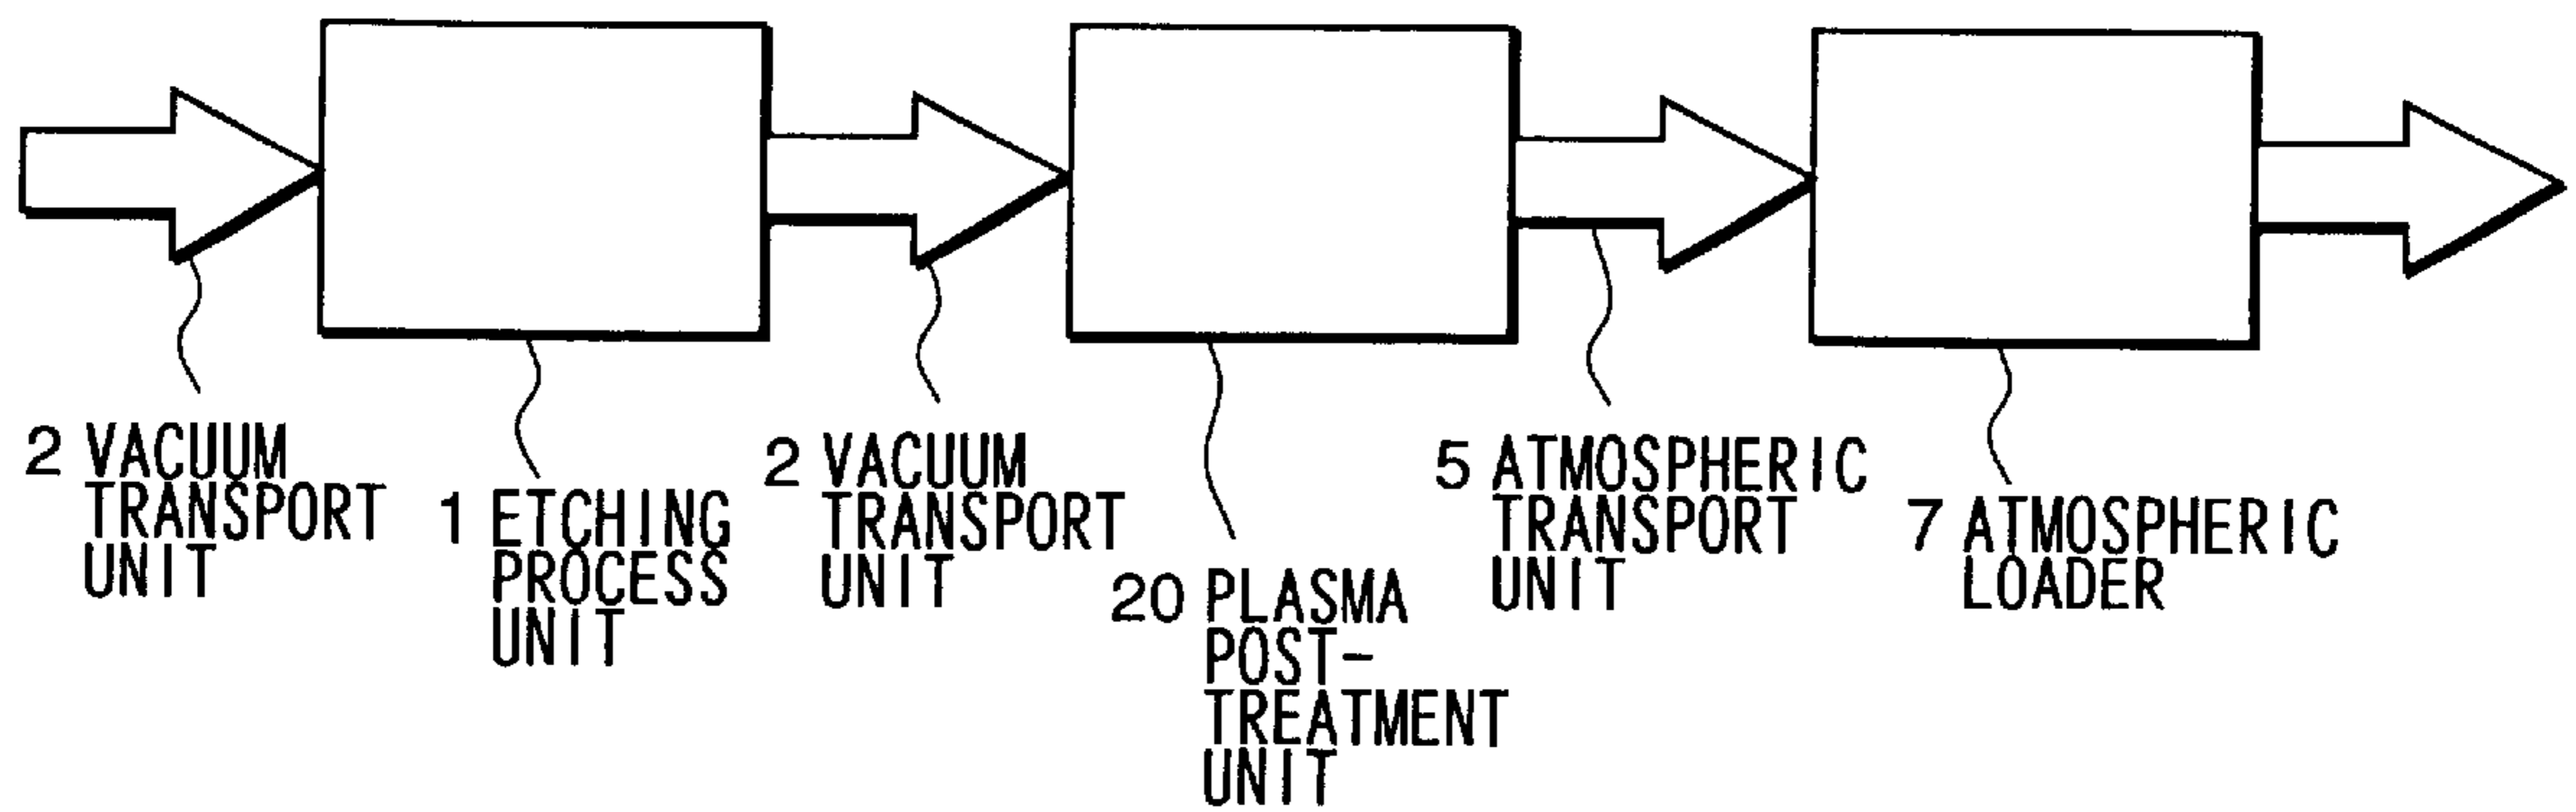 2 VACUUM
TRANSPORT
UNIT
1 ETCHING
PROCESS
UNIT
2 VACUUM
TRANSPORT
UNIT
20 PLASMA
POST-
TREATMENT
UNIT
5 ATMOSPHERIC
TRANSPORT
UNIT
7 ATMOSPHERIC
LOADER